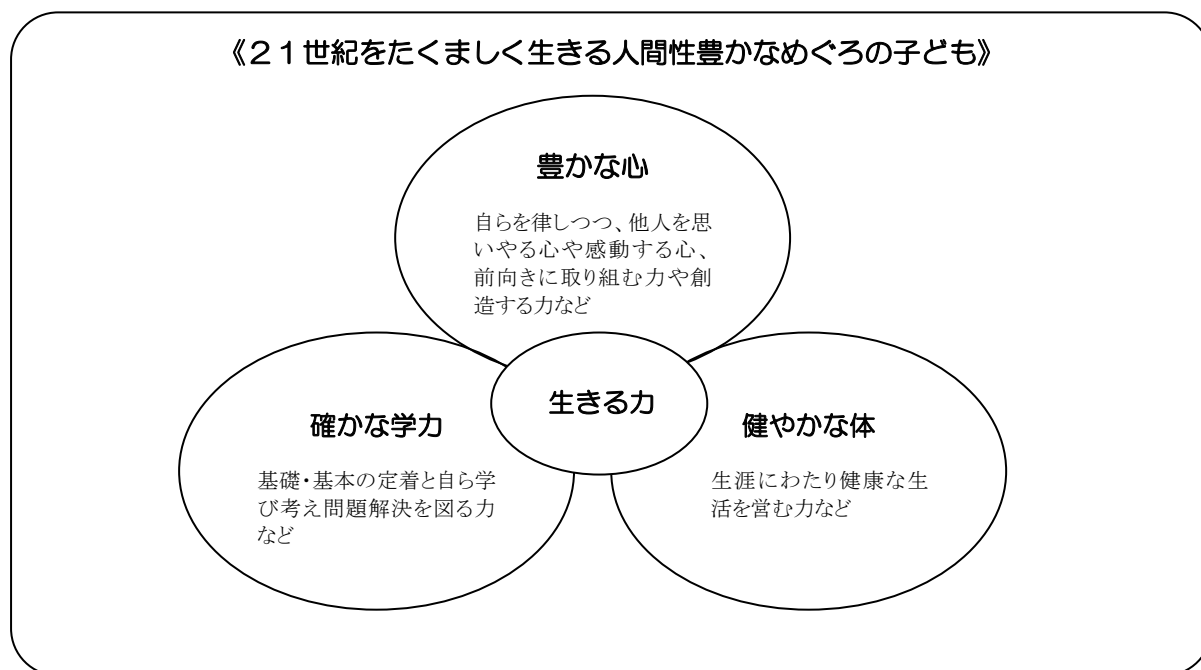 《２１世紀をたくましく生きる人間性豊かなめぐろの子ども》
豊かな心
自らを律しつつ、他人を思
いやる心や感動する心、
前向きに取り組む力や創
造する力など
生きる力
確かな学力
基礎・基本の定着と自ら学
び考え問題解決を図る力
など
健やかな体
生涯にわたり健康な生
活を営む力など